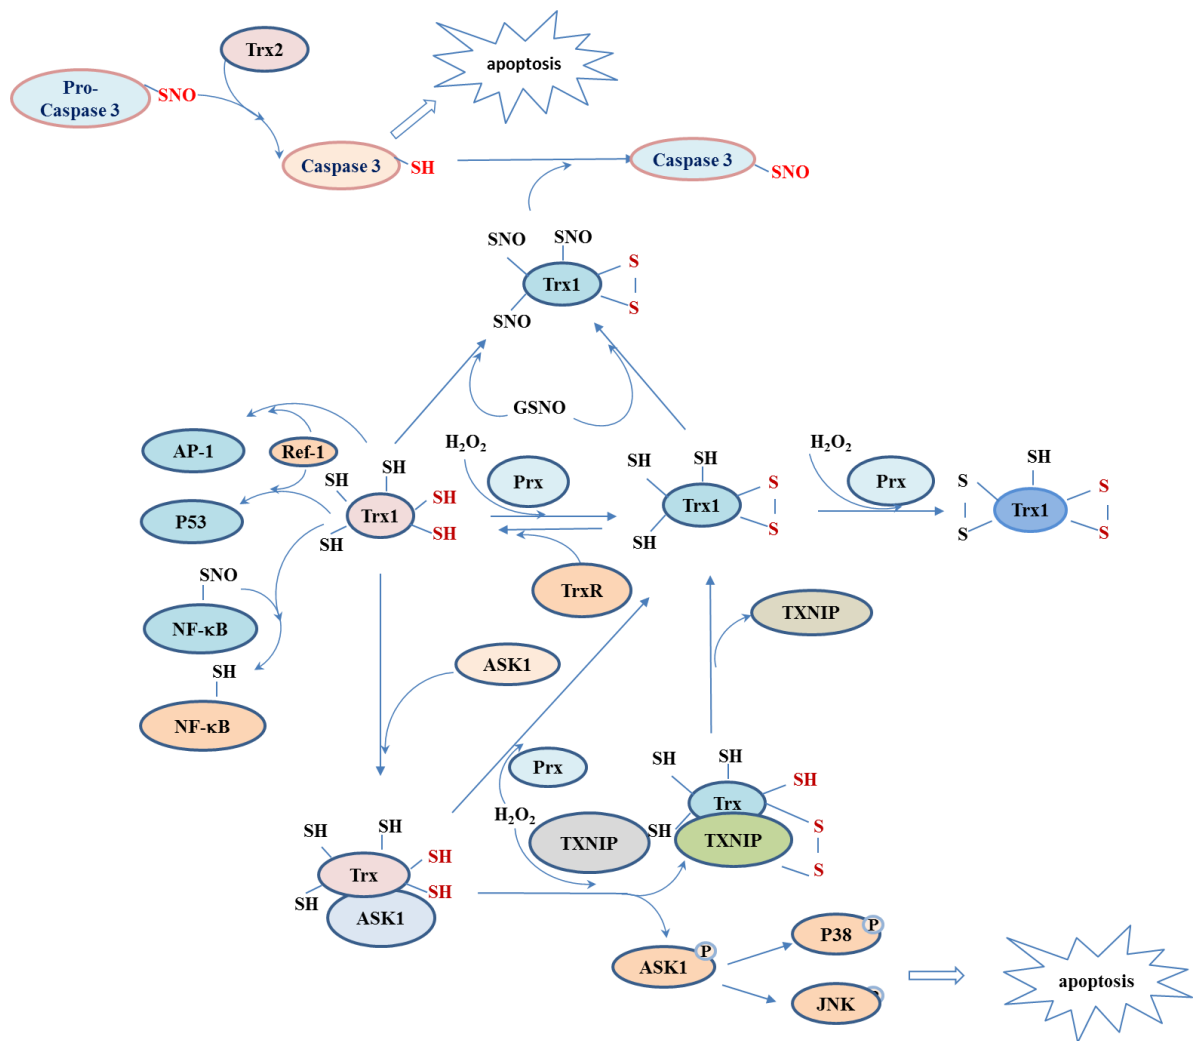 Trx2
apoptosis
Pro-
Caspase 3
SNO
Caspase 3
SH
Caspase 3
SNO
SNO
SNO
Trx1
S
S
SNO
GSNO
AP-1
Ref-1
P53
SH
SH
SH
Trx1
SH
SH
H2O2
Prx
TrxR
SH
SH
Trx1
SH
S
S
H2O2
Prx
SH
S
S
Trx1
S
S
SNO
NF-κB
SH
NF-κB
ASK1
TXNIP
Prx
H2O2
TXNIP
SH
SH
SH
Trx
SH
TXNIP
S
S
SH
SH
Trx
SH
SH
SH
ASK1
ASK1
P
P38
P
JNK
apoptosis